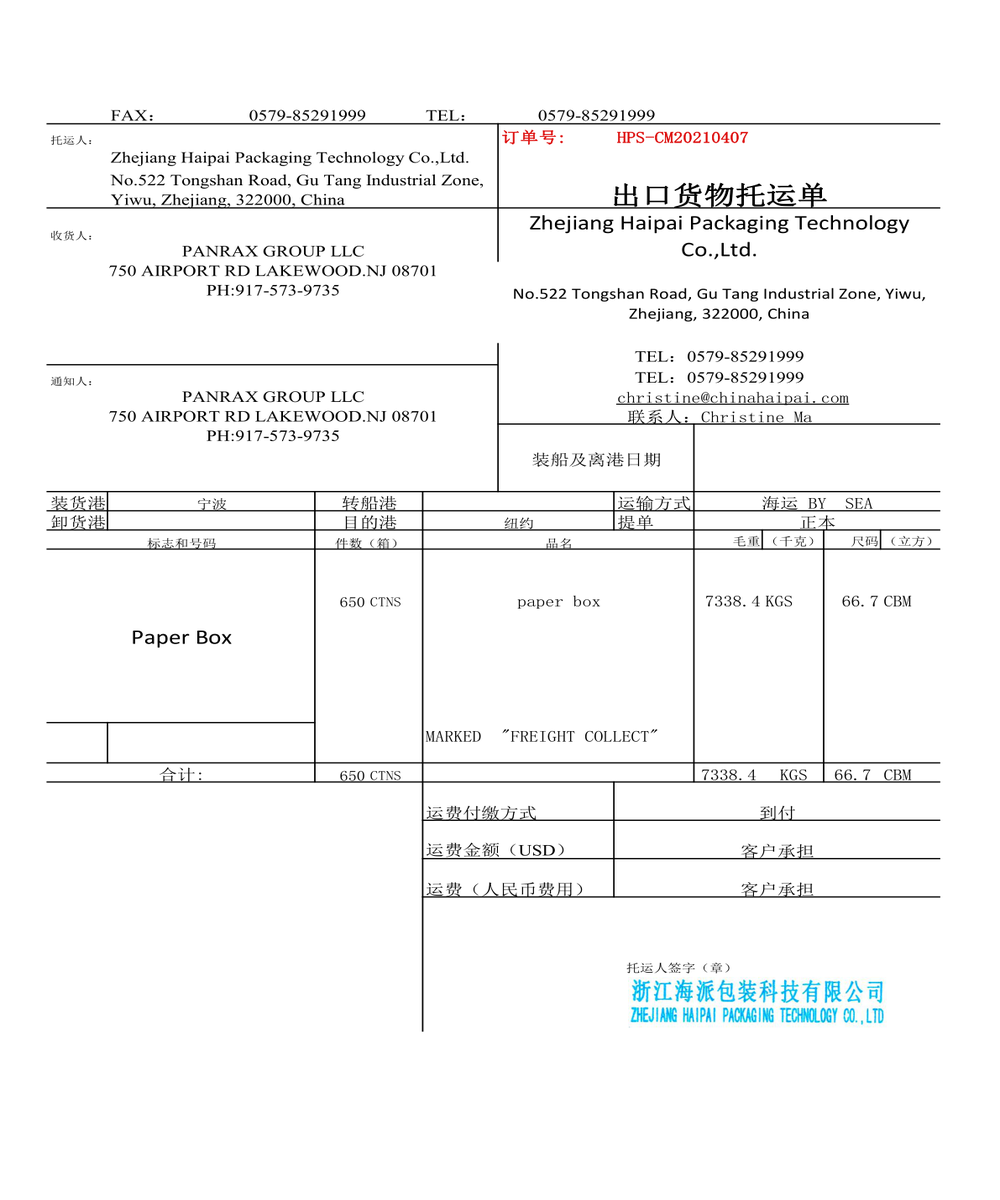 FAX: 0579-85291999 TEL: 0579-85291999
托运人:
Zhejiang Haipai Packaging Technology Co.,Ltd.
No.522 Tongshan Road, Gu Tang Industrial Zone,
Yiwu, Zhejiang, 322000, China
订单号: HPS-CM20210407
出口货物托运单
收货人:
PANRAX GROUP LLC
750 AIRPORT RD LAKEWOOD.NJ 08701
PH:917-573-9735
Zhejiang Haipai Packaging Technology
Co.,Ltd.
No.522 Tongshan Road, Gu Tang Industrial Zone, Yiwu,
Zhejiang, 322000, China
TEL: 0579-85291999
TEL: 0579-85291999
christine@chinahaipai.com
联系人: Christine Ma
通知人:
PANRAX GROUP LLC
750 AIRPORT RD LAKEWOOD.NJ 08701
PH:917-573-9735
装船及离港日期
装货港 宁波 转船港 运输方式 海运 BY SEA
卸货港 目的港 纽约 提单 正本
标志和号码 件数（箱） 品名 毛重 （千克） 尺码 （立方）
650 CTNS paper box 7338.4 KGS 66.7 CBM
Paper Box
MARKED "FREIGHT COLLECT"
合计: 650 CTNS 7338.4 KGS 66.7 CBM
运费付缴方式 到付
运费金额（USD） 客户承担
运费（人民币费用） 客户承担
托运人签字（章）
浙江海派包装科技有限公司
ZHEJIANG HAIPAI PACKAGING TECHNOLOGY CO.,LTD